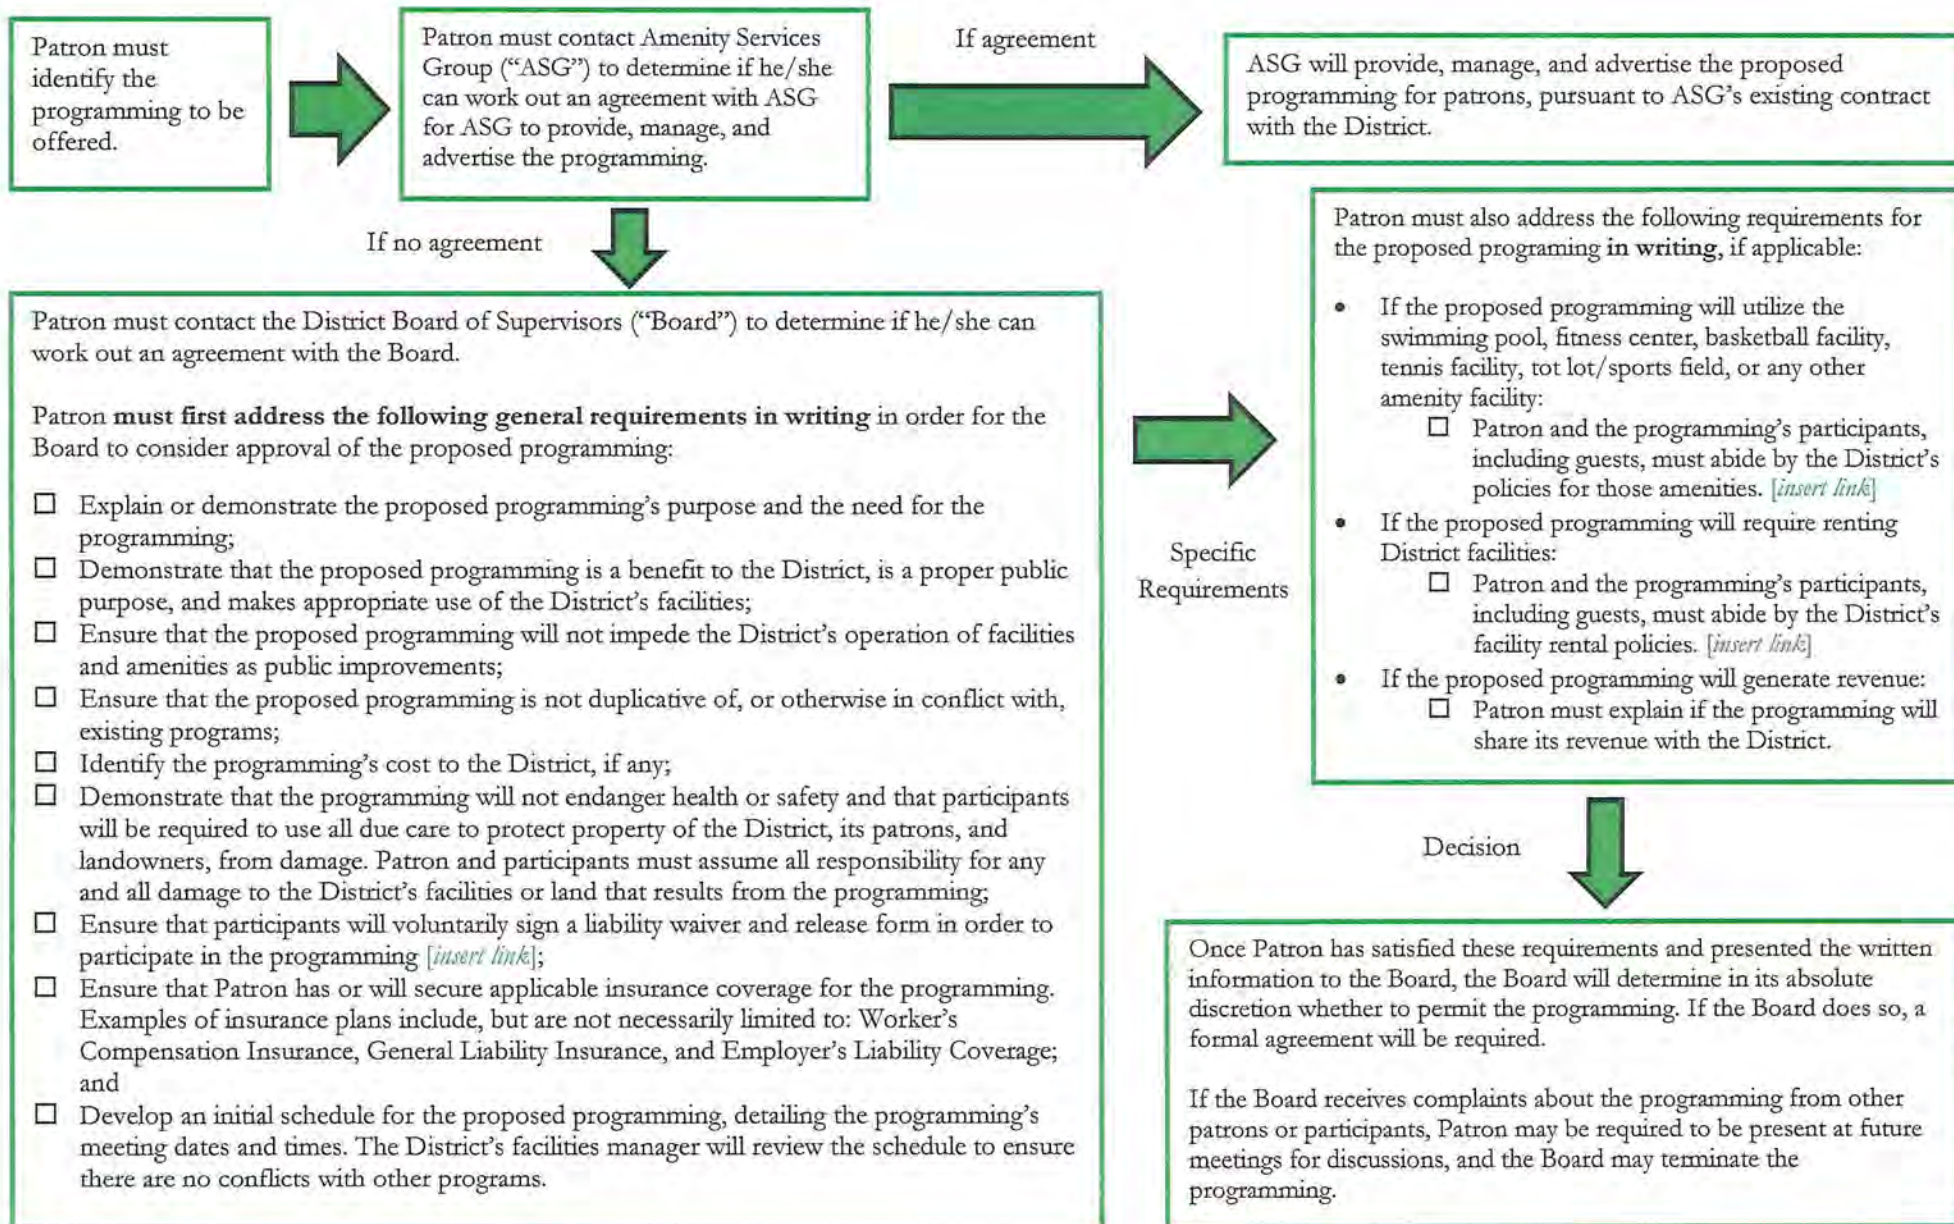 Patron must
identify the
programming to be
offered.
Patron must contact Amenity Services
Group (“ASG”) to determine if he/she
can work out an agreement with ASG
for ASG to provide, manage, and
advertise the programming.
If agreement
ASG will provide, manage, and advertise the proposed
programming for patrons, pursuant to ASG’s existing contract
with the District.
If no agreement
Patron must contact the District Board of Supervisors (“Board”) to determine if he/she can
work out an agreement with the Board.
Patron must first address the following general requirements in writing in order for the
Board to consider approval of the proposed programming:
☐ Explain or demonstrate the proposed programming’s purpose and the need for the
programming;
☐ Demonstrate that the proposed programming is a benefit to the District, is a proper public
purpose, and makes appropriate use of the District’s facilities;
☐ Ensure that the proposed programming will not impede the District’s operation of facilities
and amenities as public improvements;
☐ Ensure that the proposed programming is not duplicative of, or otherwise in conflict with,
existing programs;
☐ Identify the programming’s cost to the District, if any;
☐ Demonstrate that the programming will not endanger health or safety and that participants
will be required to use all due care to protect property of the District, its patrons, and
landowners, from damage. Patron and participants must assume all responsibility for any
and all damage to the District’s facilities or land that results from the programming;
☐ Ensure that participants will voluntarily sign a liability waiver and release form in order to
participate in the programming [insert link];
☐ Ensure that Patron has or will secure applicable insurance coverage for the programming.
Examples of insurance plans include, but are not necessarily limited to: Worker’s
Compensation Insurance, General Liability Insurance, and Employer’s Liability Coverage;
and
☐ Develop an initial schedule for the proposed programming, detailing the programming’s
meeting dates and times. The District’s facilities manager will review the schedule to ensure
there are no conflicts with other programs.
Specific
Requirements
Patron must also address the following requirements for
the proposed programing in writing, if applicable:
• If the proposed programming will utilize the
swimming pool, fitness center, basketball facility,
tennis facility, tot lot/sports field, or any other
amenity facility:
☐ Patron and the programming’s participants,
including guests, must abide by the District’s
policies for those amenities. [insert link]
• If the proposed programming will require renting
District facilities:
☐ Patron and the programming’s participants,
including guests, must abide by the District’s
facility rental policies. [insert link]
• If the proposed programming will generate revenue:
☐ Patron must explain if the programming will
share its revenue with the District.
Decision
Once Patron has satisfied these requirements and presented the written
information to the Board, the Board will determine in its absolute
discretion whether to permit the programming. If the Board does so, a
formal agreement will be required.
If the Board receives complaints about the programming from other
patrons or participants, Patron may be required to be present at future
meetings for discussions, and the Board may terminate the
programming.